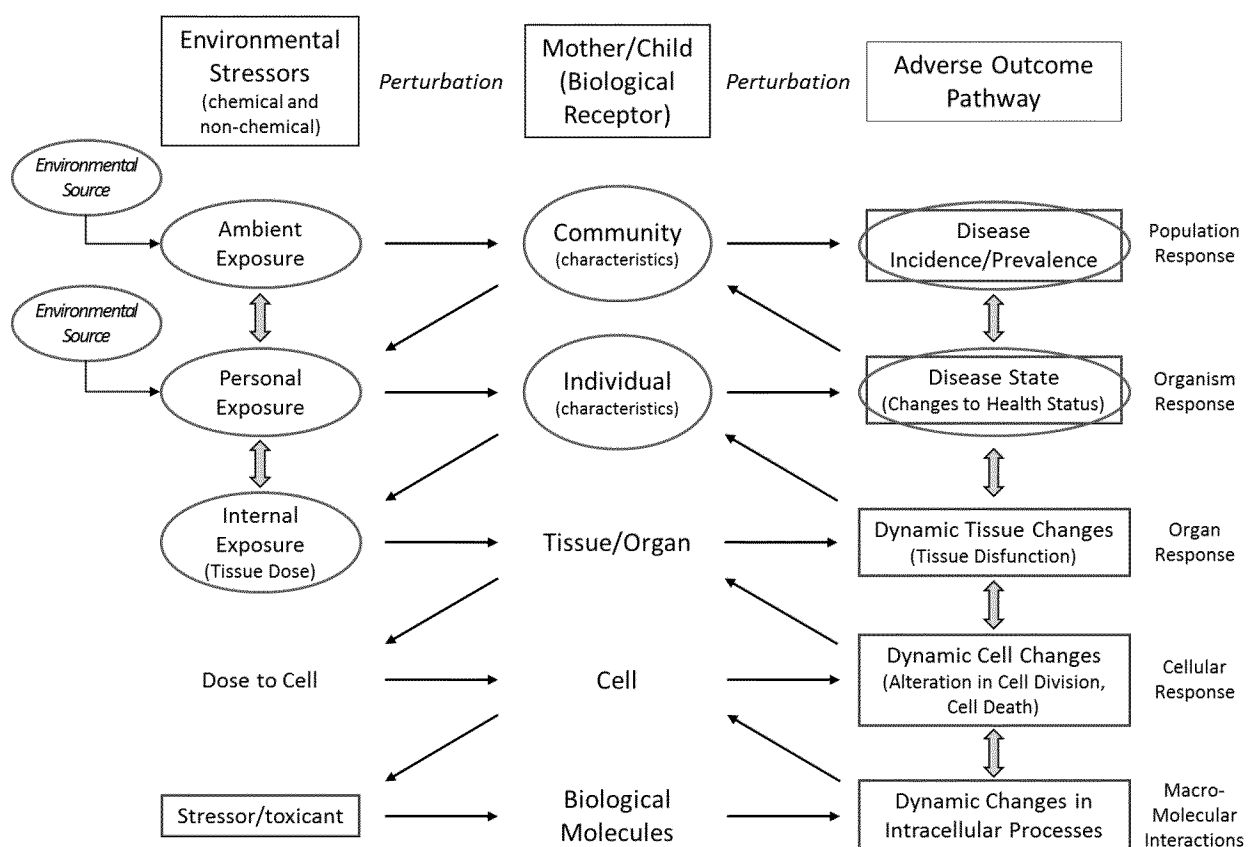 Environmental
Stressors
(chemical and
non-chemical)
Perturbation
Mother/Child
(Biological
Receptor)
Perturbation
Adverse Outcome
Pathway
Environmental
Source
Ambient
Exposure
Community
(characteristics)
Disease
Incidence/Prevalence
Population
Response
Environmental
Source
Personal
Exposure
Individual
(characteristics)
Disease State
(Changes to Health Status)
Organism
Response
Internal
Exposure
(Tissue Dose)
Tissue/Organ
Dynamic Tissue Changes
(Tissue Disfunction)
Organ
Response
Dose to Cell
Cell
Dynamic Cell Changes
(Alteration in Cell Division,
Cell Death)
Cellular
Response
Stressor/toxicant
Biological
Molecules
Dynamic Changes in
Intracellular Processes
Macro-
Molecular
Interactions